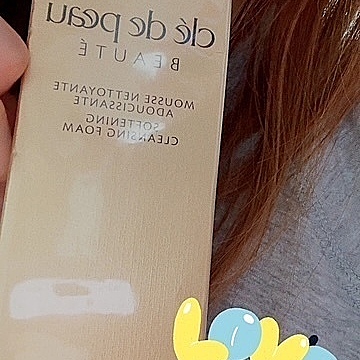 clé de peau
BEAUTÉ
MOUSSE NETTOYANTE
ADOUCISSANTE
SOFTENING
CLEANSING FOAM